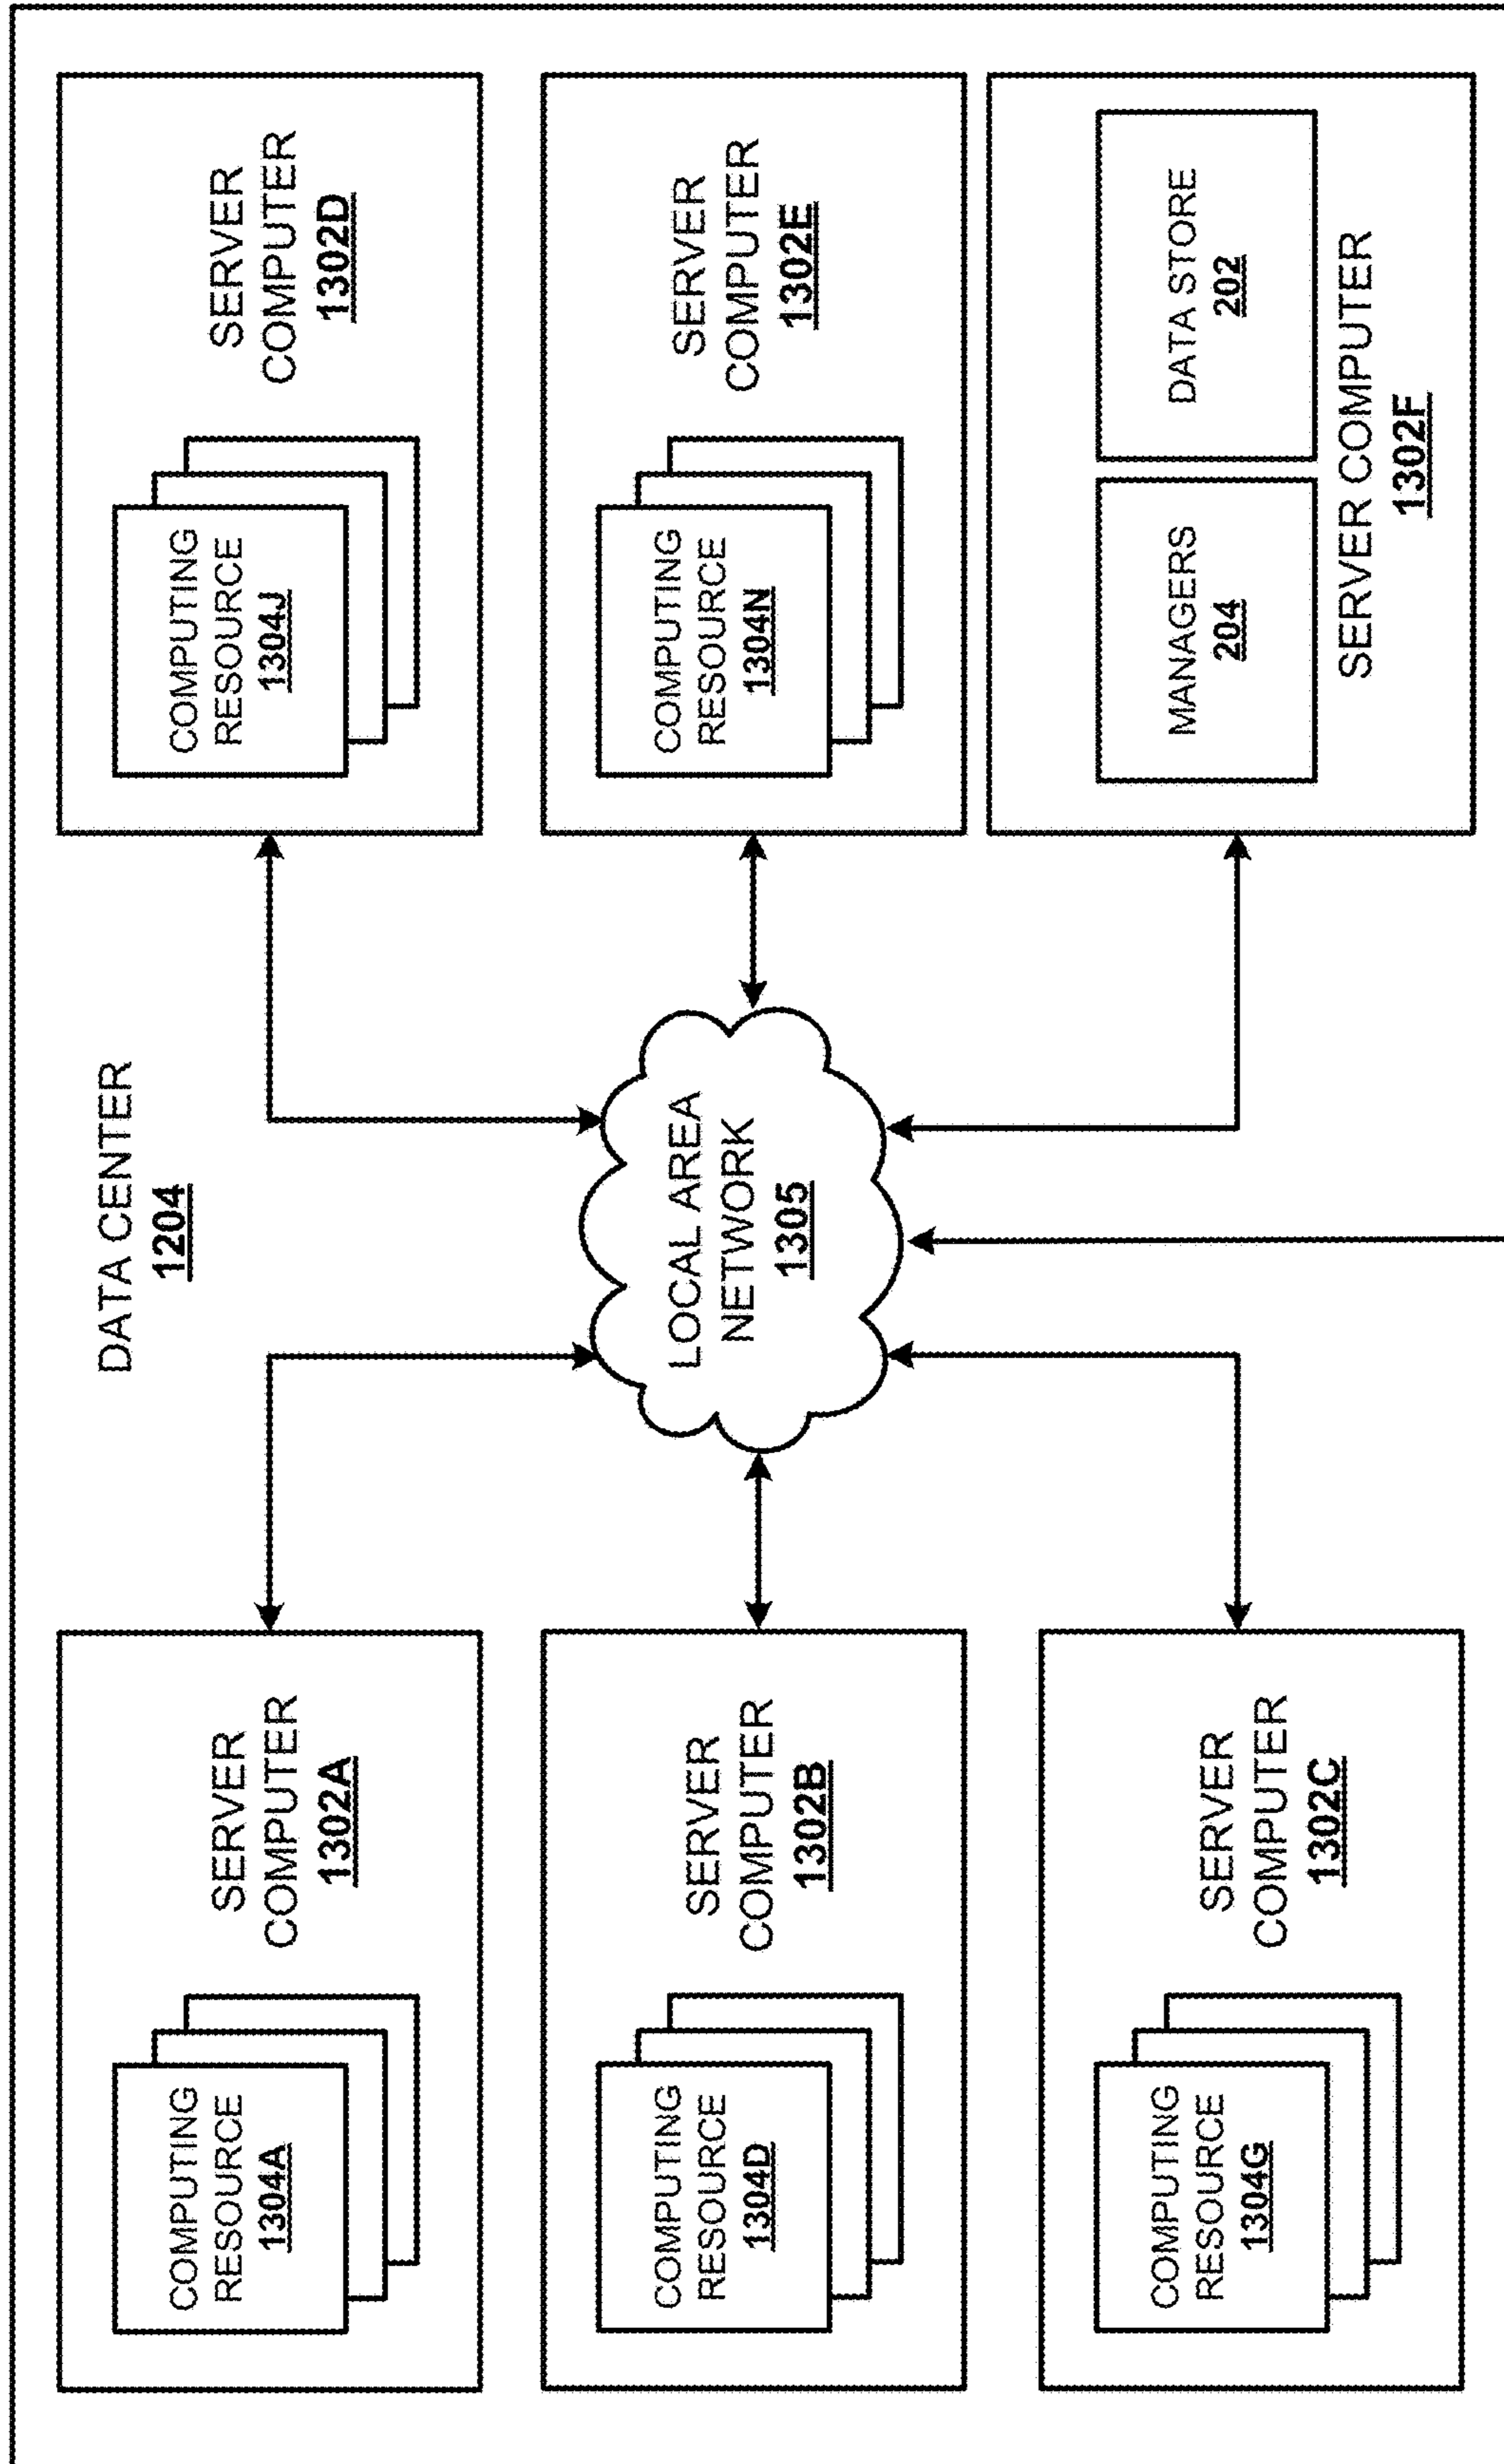 DATA CENTER
1204
SERVER
COMPUTER
1302A
COMPUTING
RESOURCE
1304A
SERVER
COMPUTER
1302B
COMPUTING
RESOURCE
1304D
SERVER
COMPUTER
1302C
COMPUTING
RESOURCE
1304G
LOCAL AREA
NETWORK
1305
SERVER
COMPUTER
1302D
COMPUTING
RESOURCE
1304J
SERVER
COMPUTER
1302E
COMPUTING
RESOURCE
1304N
MANAGERS
204
DATA STORE
202
SERVER COMPUTER
1302F